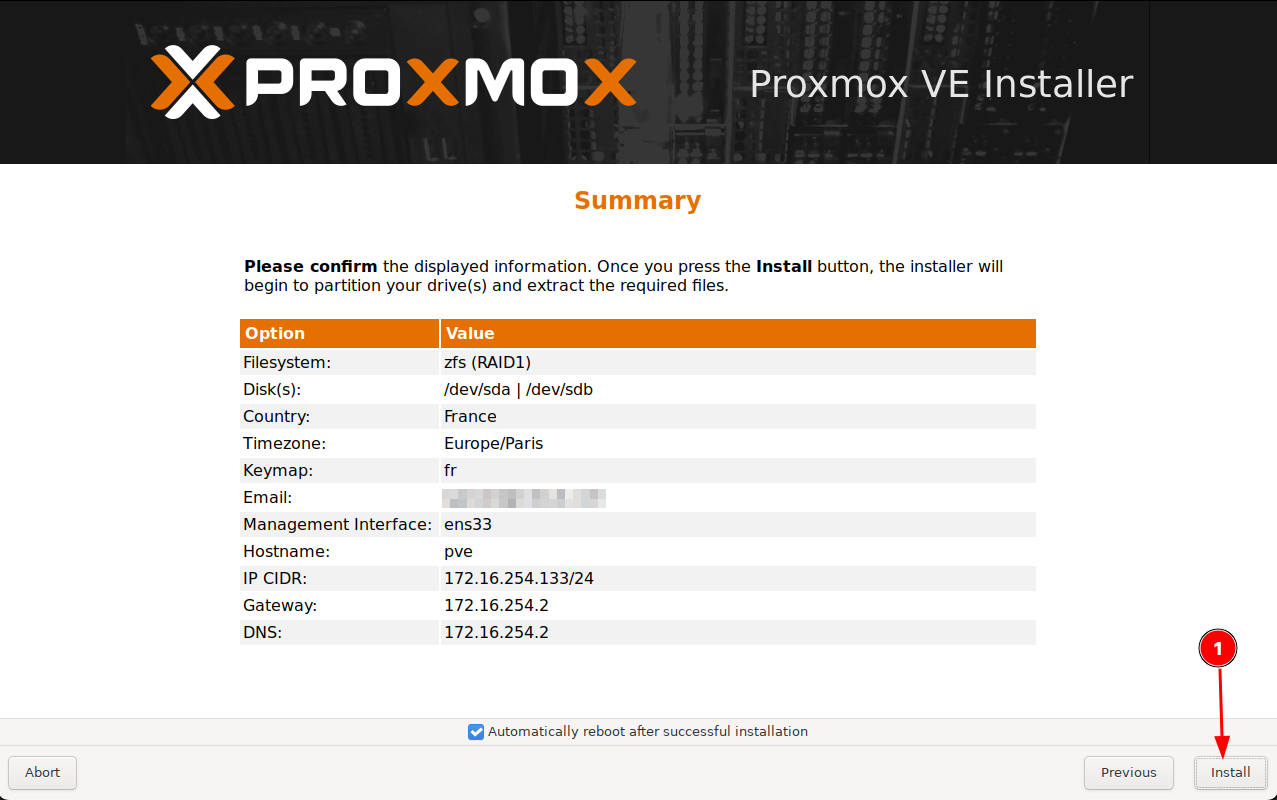 PROXMOX
Proxmox VE Installer
Summary
Please confirm the displayed information. Once you press the Install button, the installer will
begin to partition your drive(s) and extract the required files.
Option Value
Filesystem: zfs (RAID1)
Disk(s): /dev/sda | /dev/sdb
Country: France
Timezone: Europe/Paris
Keymap: fr
Email:
Management Interface: ens33
Hostname: pve
IP CIDR: 172.16.254.133/24
Gateway: 172.16.254.2
DNS: 172.16.254.2
1
Automatically reboot after successful installation
Abort Previous Install